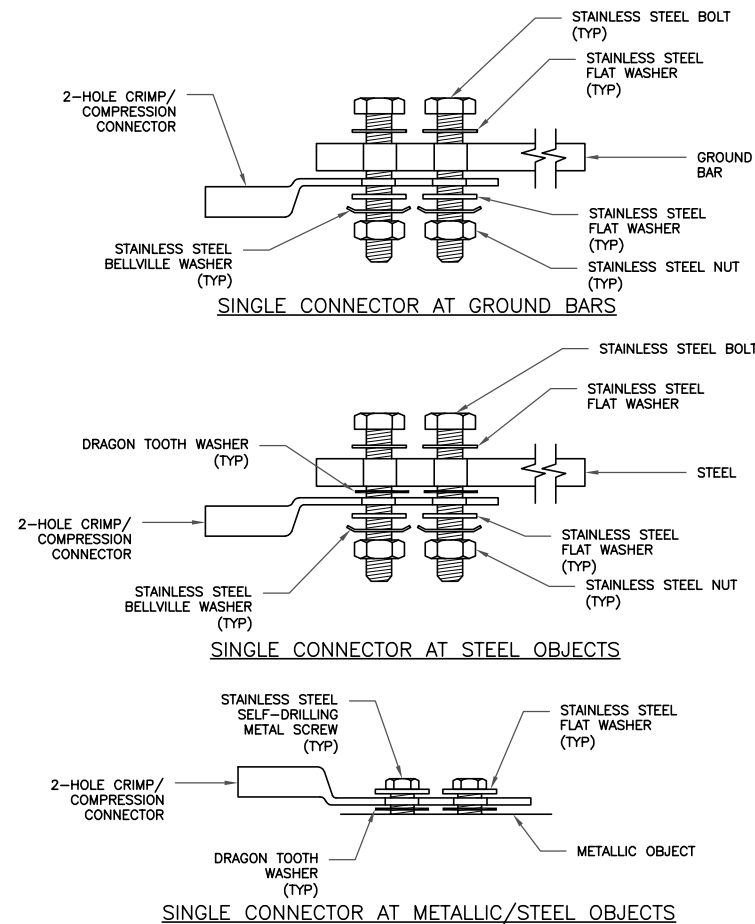 STAINLESS STEEL BOLT
(TYP)
STAINLESS STEEL
FLAT WASHER
(TYP)
2-HOLE CRIMP/
COMPRESSION
CONNECTOR
GROUND
BAR
STAINLESS STEEL
FLAT WASHER
(TYP)
STAINLESS STEEL
BELLVILLE WASHER
(TYP)
STAINLESS STEEL NUT
(TYP)
SINGLE CONNECTOR AT GROUND BARS
STAINLESS STEEL BOLT
STAINLESS STEEL
FLAT WASHER
DRAGON TOOTH WASHER
(TYP)
STEEL
2-HOLE CRIMP/
COMPRESSION
CONNECTOR
STAINLESS STEEL
FLAT WASHER
(TYP)
STAINLESS STEEL
BELLVILLE WASHER
(TYP)
STAINLESS STEEL NUT
(TYP)
SINGLE CONNECTOR AT STEEL OBJECTS
STAINLESS STEEL
SELF-DRILLING
METAL SCREW
(TYP)
STAINLESS STEEL
FLAT WASHER
(TYP)
2-HOLE CRIMP/
COMPRESSION
CONNECTOR
DRAGON TOOTH
WASHER
(TYP)
METALLIC OBJECT
SINGLE CONNECTOR AT METALLIC/STEEL OBJECTS